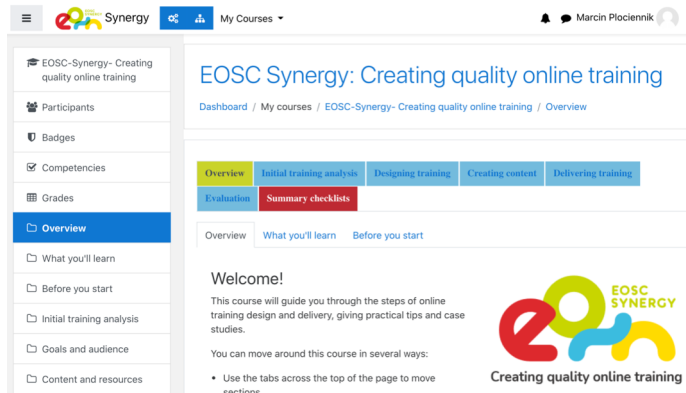 Synergy
My Courses
Marcin Plociennik
EOSC-Synergy- Creating
quality online training
Participants
Badges
Competencies
Grades
Overview
What you'll learn
Before you start
Initial training analysis
Goals and audience
Content and resources
EOSC Synergy: Creating quality online training
Dashboard / My courses / EOSC-Synergy- Creating quality online training / Overview
Overview Initial training analysis Designing training Creating content Delivering training
Evaluation Summary checklists
Overview What you'll learn Before you start
Welcome!
This course will guide you through the steps of online
training design and delivery, giving practical tips and case
studies.
You can move around this course in several ways:
• Use the tabs across the top of the page to move
sections
EOSC
SYNERGY
Creating quality online training